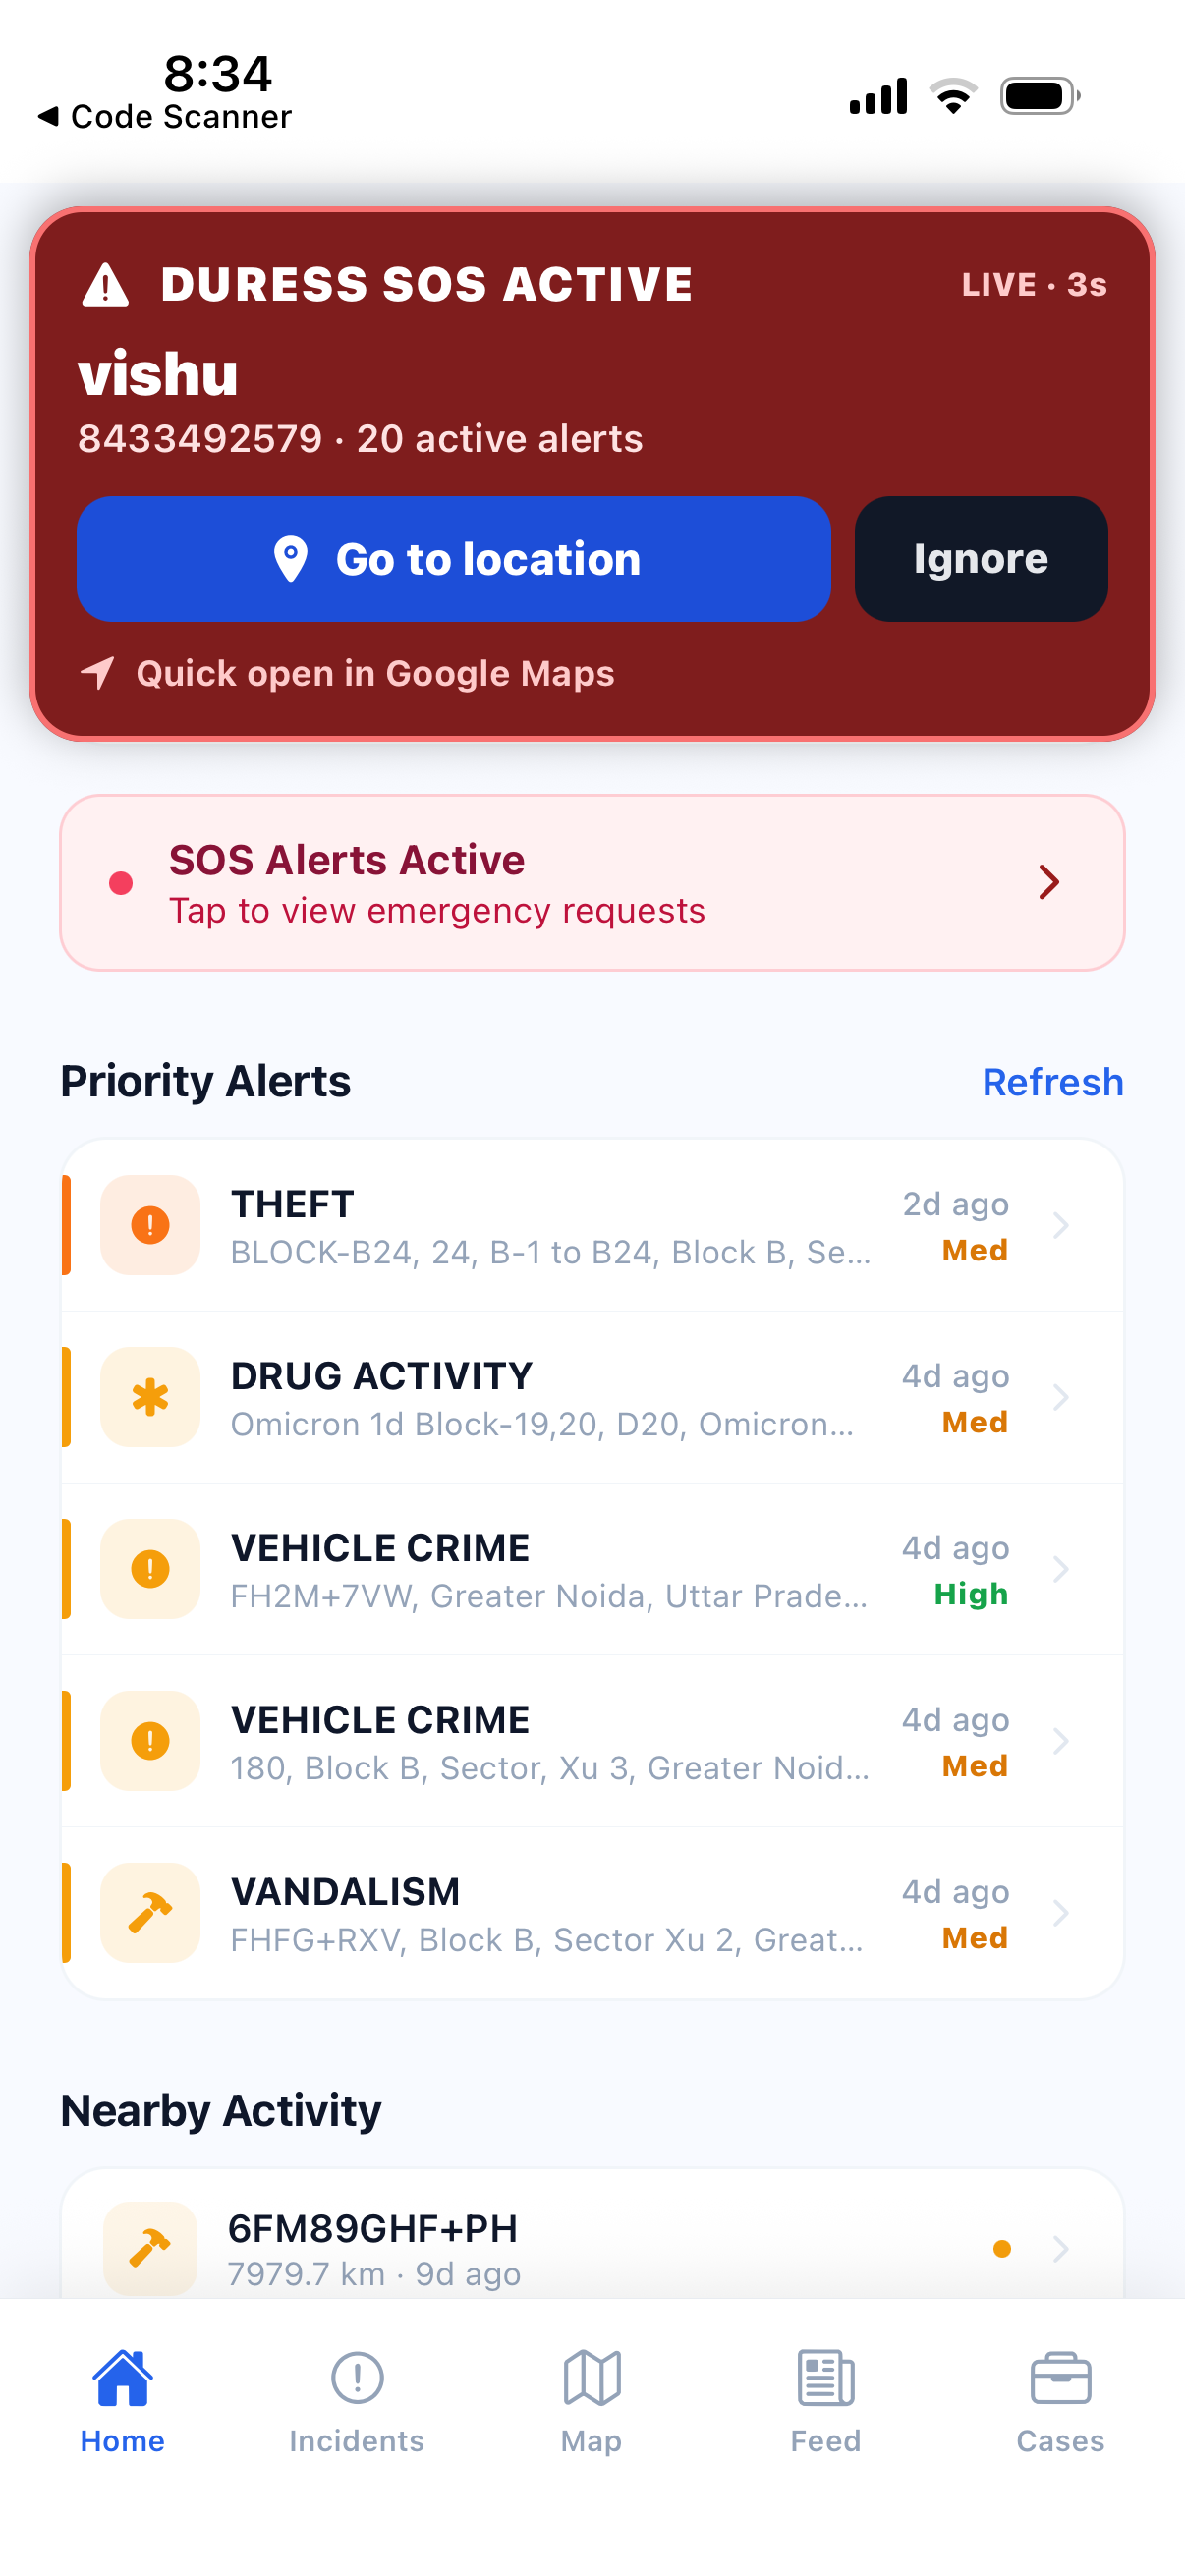 8:34
◀ Code Scanner
DURESS SOS ACTIVE
LIVE · 3s
vishu
8433492579 · 20 active alerts
Go to location
Ignore
Quick open in Google Maps
SOS Alerts Active
Tap to view emergency requests
Priority Alerts
Refresh
THEFT
2d ago
BLOCK-B24, 24, B-1 to B24, Block B, Se...
Med
DRUG ACTIVITY
4d ago
Omicron 1d Block-19,20, D20, Omicron...
Med
VEHICLE CRIME
4d ago
FH2M+7VW, Greater Noida, Uttar Prade...
High
VEHICLE CRIME
4d ago
180, Block B, Sector, Xu 3, Greater Noid...
Med
VANDALISM
4d ago
FHFG+RXV, Block B, Sector Xu 2, Great...
Med
Nearby Activity
6FM89GHF+PH
7979.7 km · 9d ago
Home
Incidents
Map
Feed
Cases